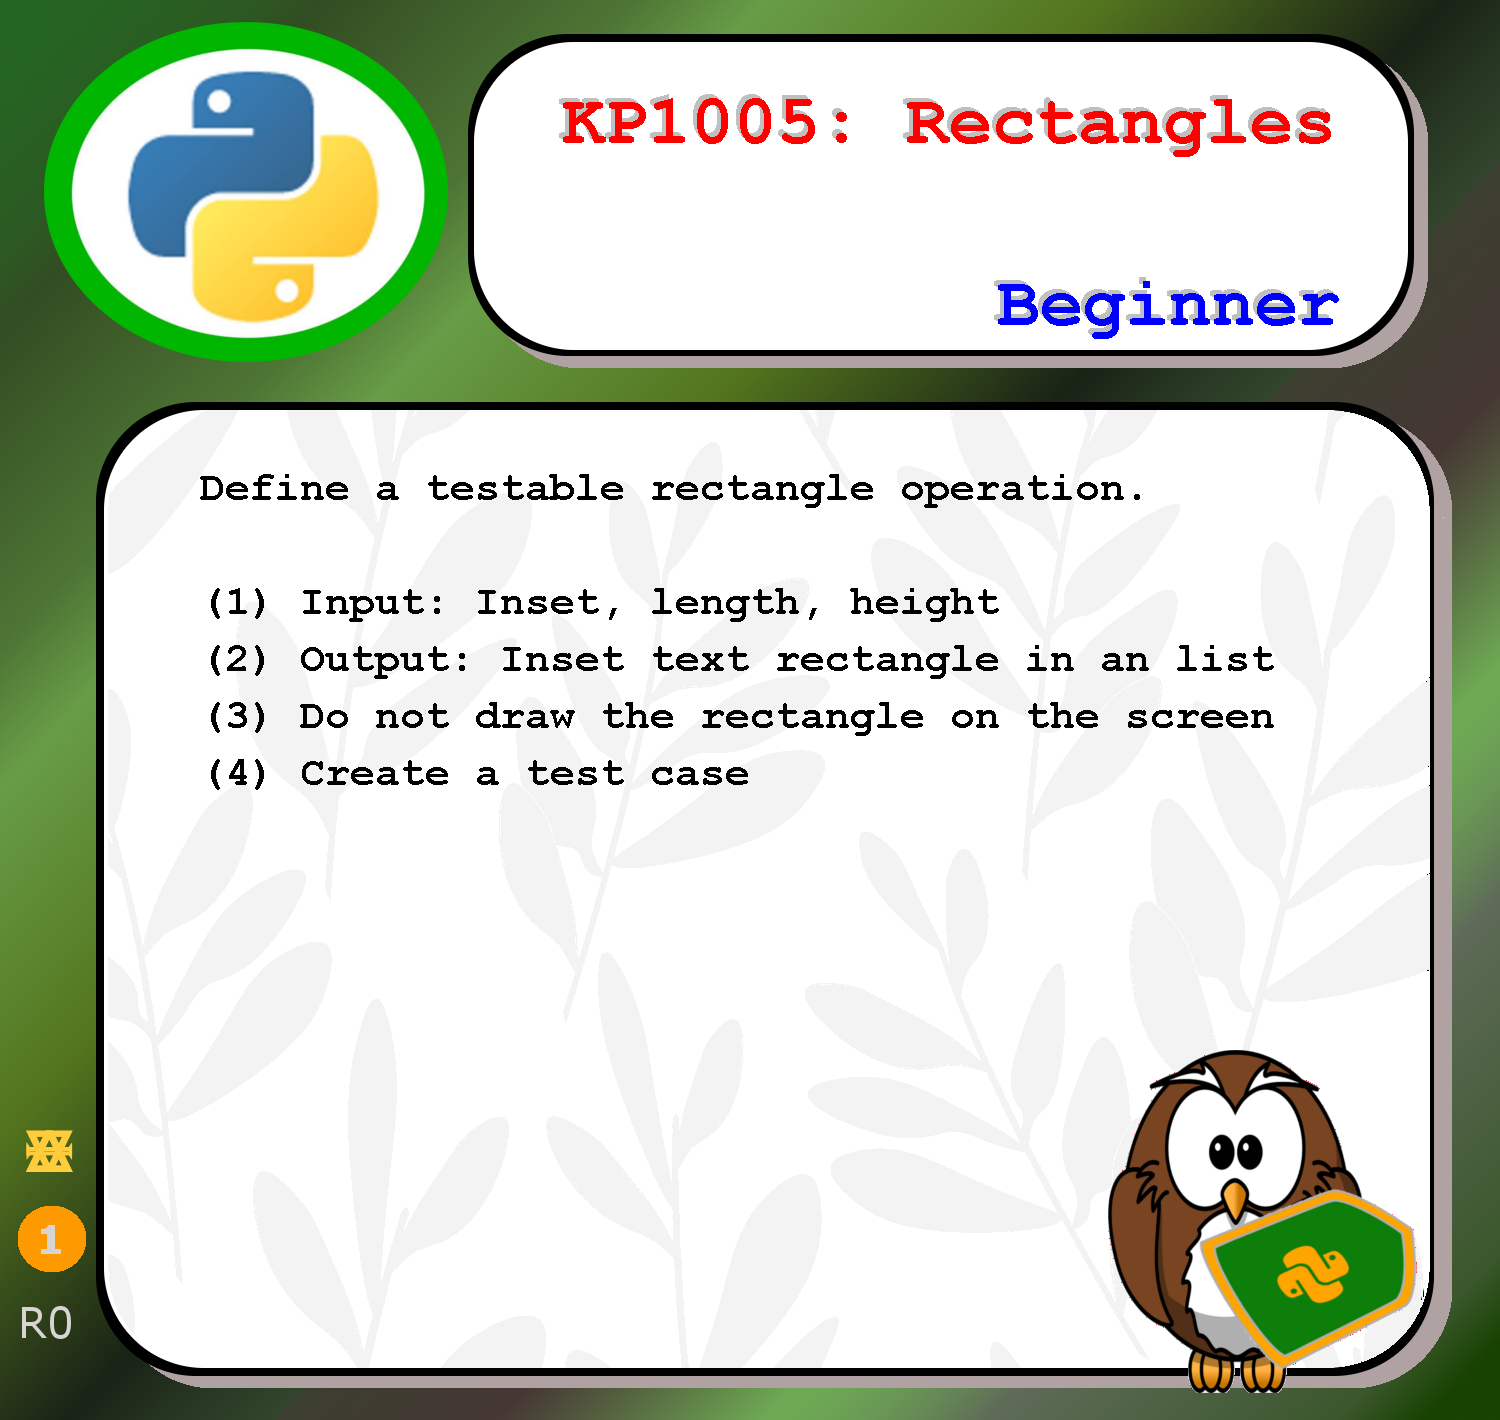 KP1005: Rectangles
Beginner
Define a testable rectangle operation.
(1) Input: Inset, length, height
(2) Output: Inset text rectangle in an list
(3) Do not draw the rectangle on the screen
(4) Create a test case
1
R0